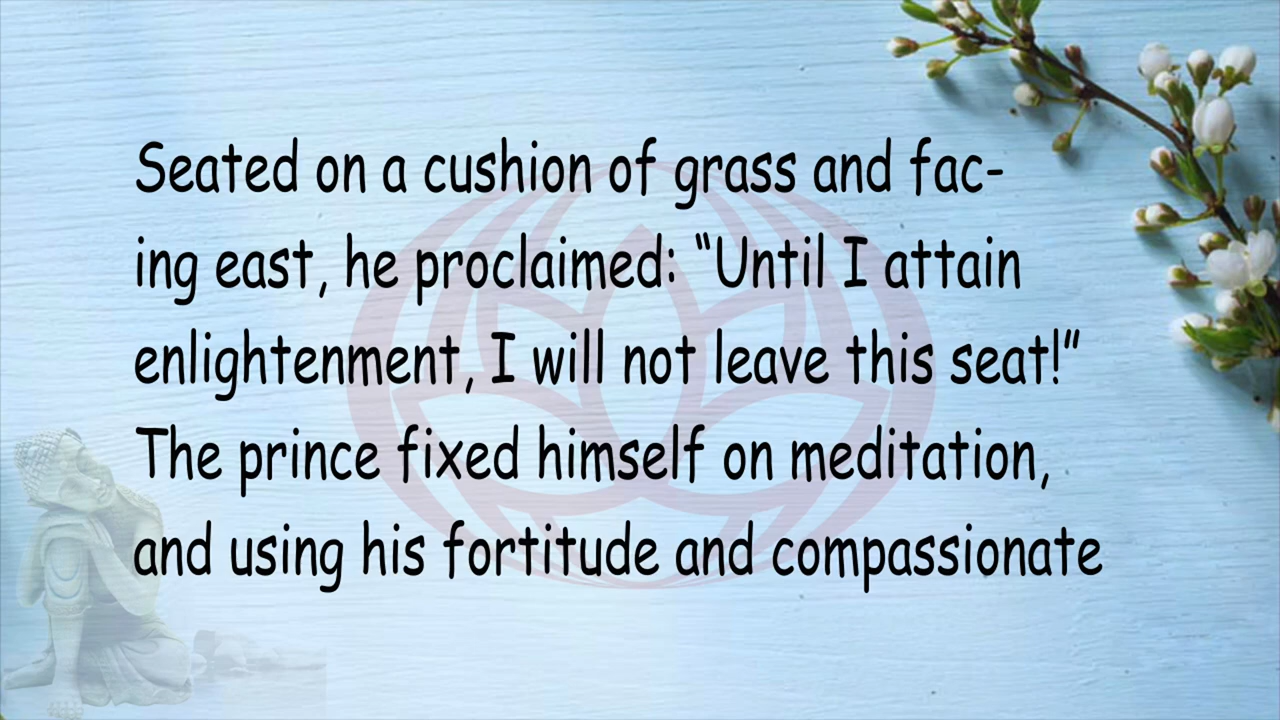 Seated on a cushion of grass and fac-
ing east, he proclaimed: “Until I attain
enlightenment, I will not leave this seat!”
The prince fixed himself on meditation,
and using his fortitude and compassionate